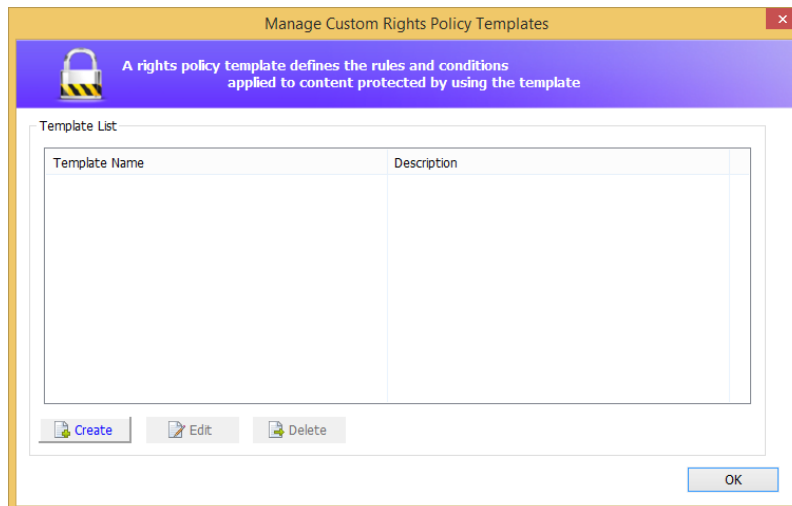 Manage Custom Rights Policy Templates
A rights policy template defines the rules and conditions
applied to content protected by using the template
Template List
Template Name Description
Create Edit Delete
OK